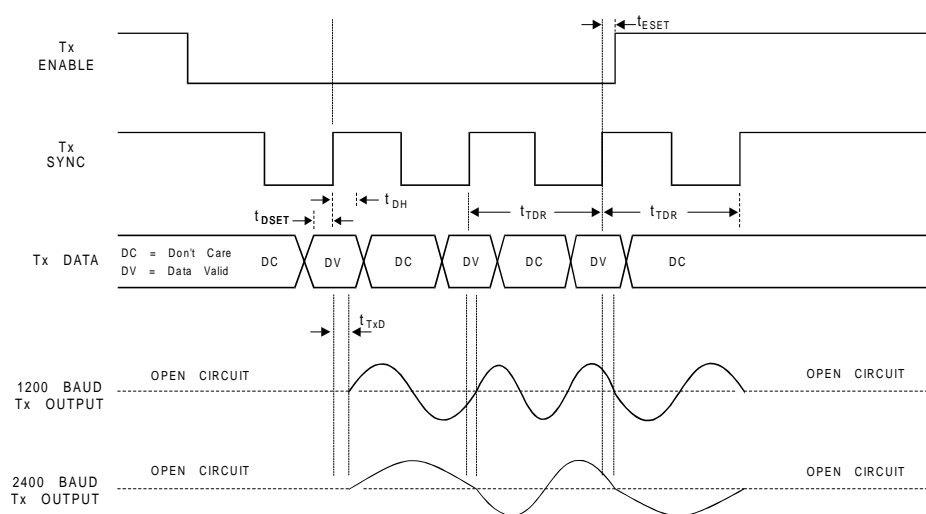 tESET
Tx
ENABLE
Tx
SYNC
tDH
tDSET
tTDR
tTDR
Tx DATA
DC = Don't Care
DV = Data Valid
DC
DV
DC
DV
DC
DV
DC
tTxD
OPEN CIRCUIT
OPEN CIRCUIT
1200 BAUD
Tx OUTPUT
OPEN CIRCUIT
OPEN CIRCUIT
2400 BAUD
Tx OUTPUT